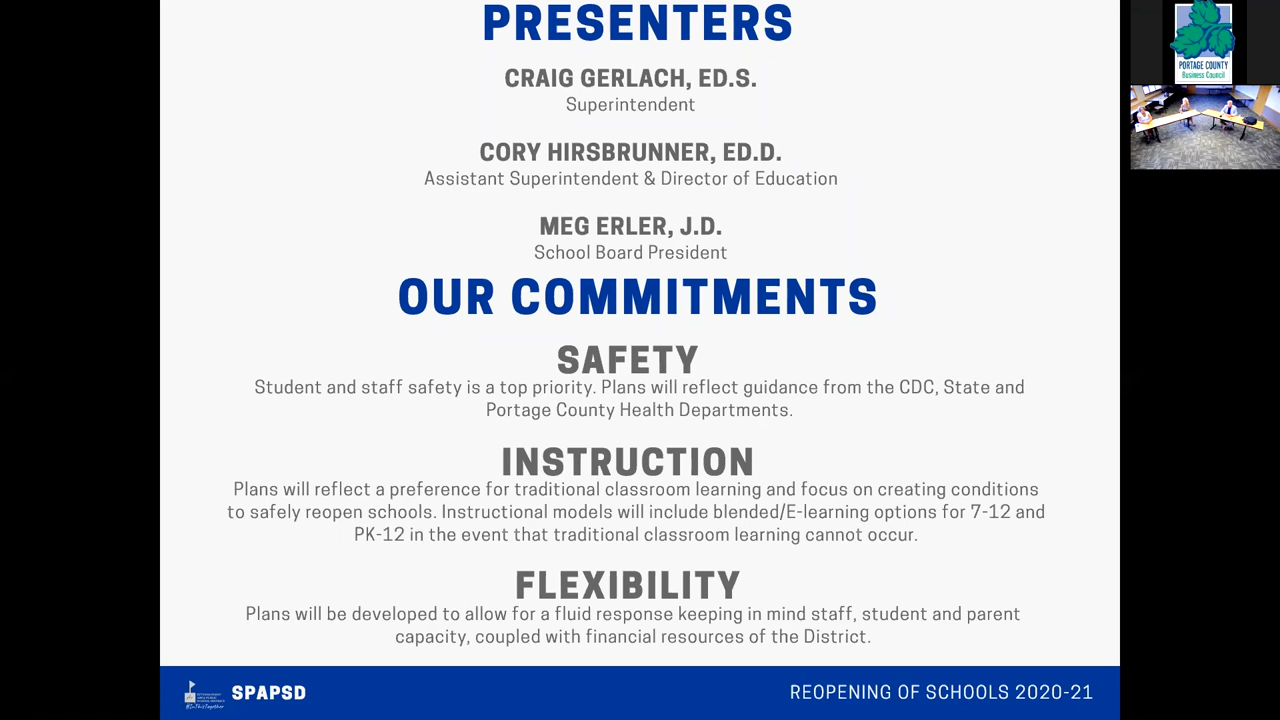 PRESENTERS
CRAIG GERLACH, ED.S.
Superintendent
CORY HIRSBRUNNER, ED.D.
Assistant Superintendent & Director of Education
MEG ERLER, J.D.
School Board President
OUR COMMITMENTS
SAFETY
Student and staff safety is a top priority. Plans will reflect guidance from the CDC, State and
Portage County Health Departments.
INSTRUCTION
Plans will reflect a preference for traditional classroom learning and focus on creating conditions
to safely reopen schools. Instructional models will include blended/E-learning options for 7-12 and
PK-12 in the event that traditional classroom learning cannot occur.
FLEXIBILITY
Plans will be developed to allow for a fluid response keeping in mind staff, student and parent
capacity, coupled with financial resources of the District.
#InThisTogether
SPAPSD
REOPENING OF SCHOOLS 2020-21
PORTAGE COUNTY
Business Council